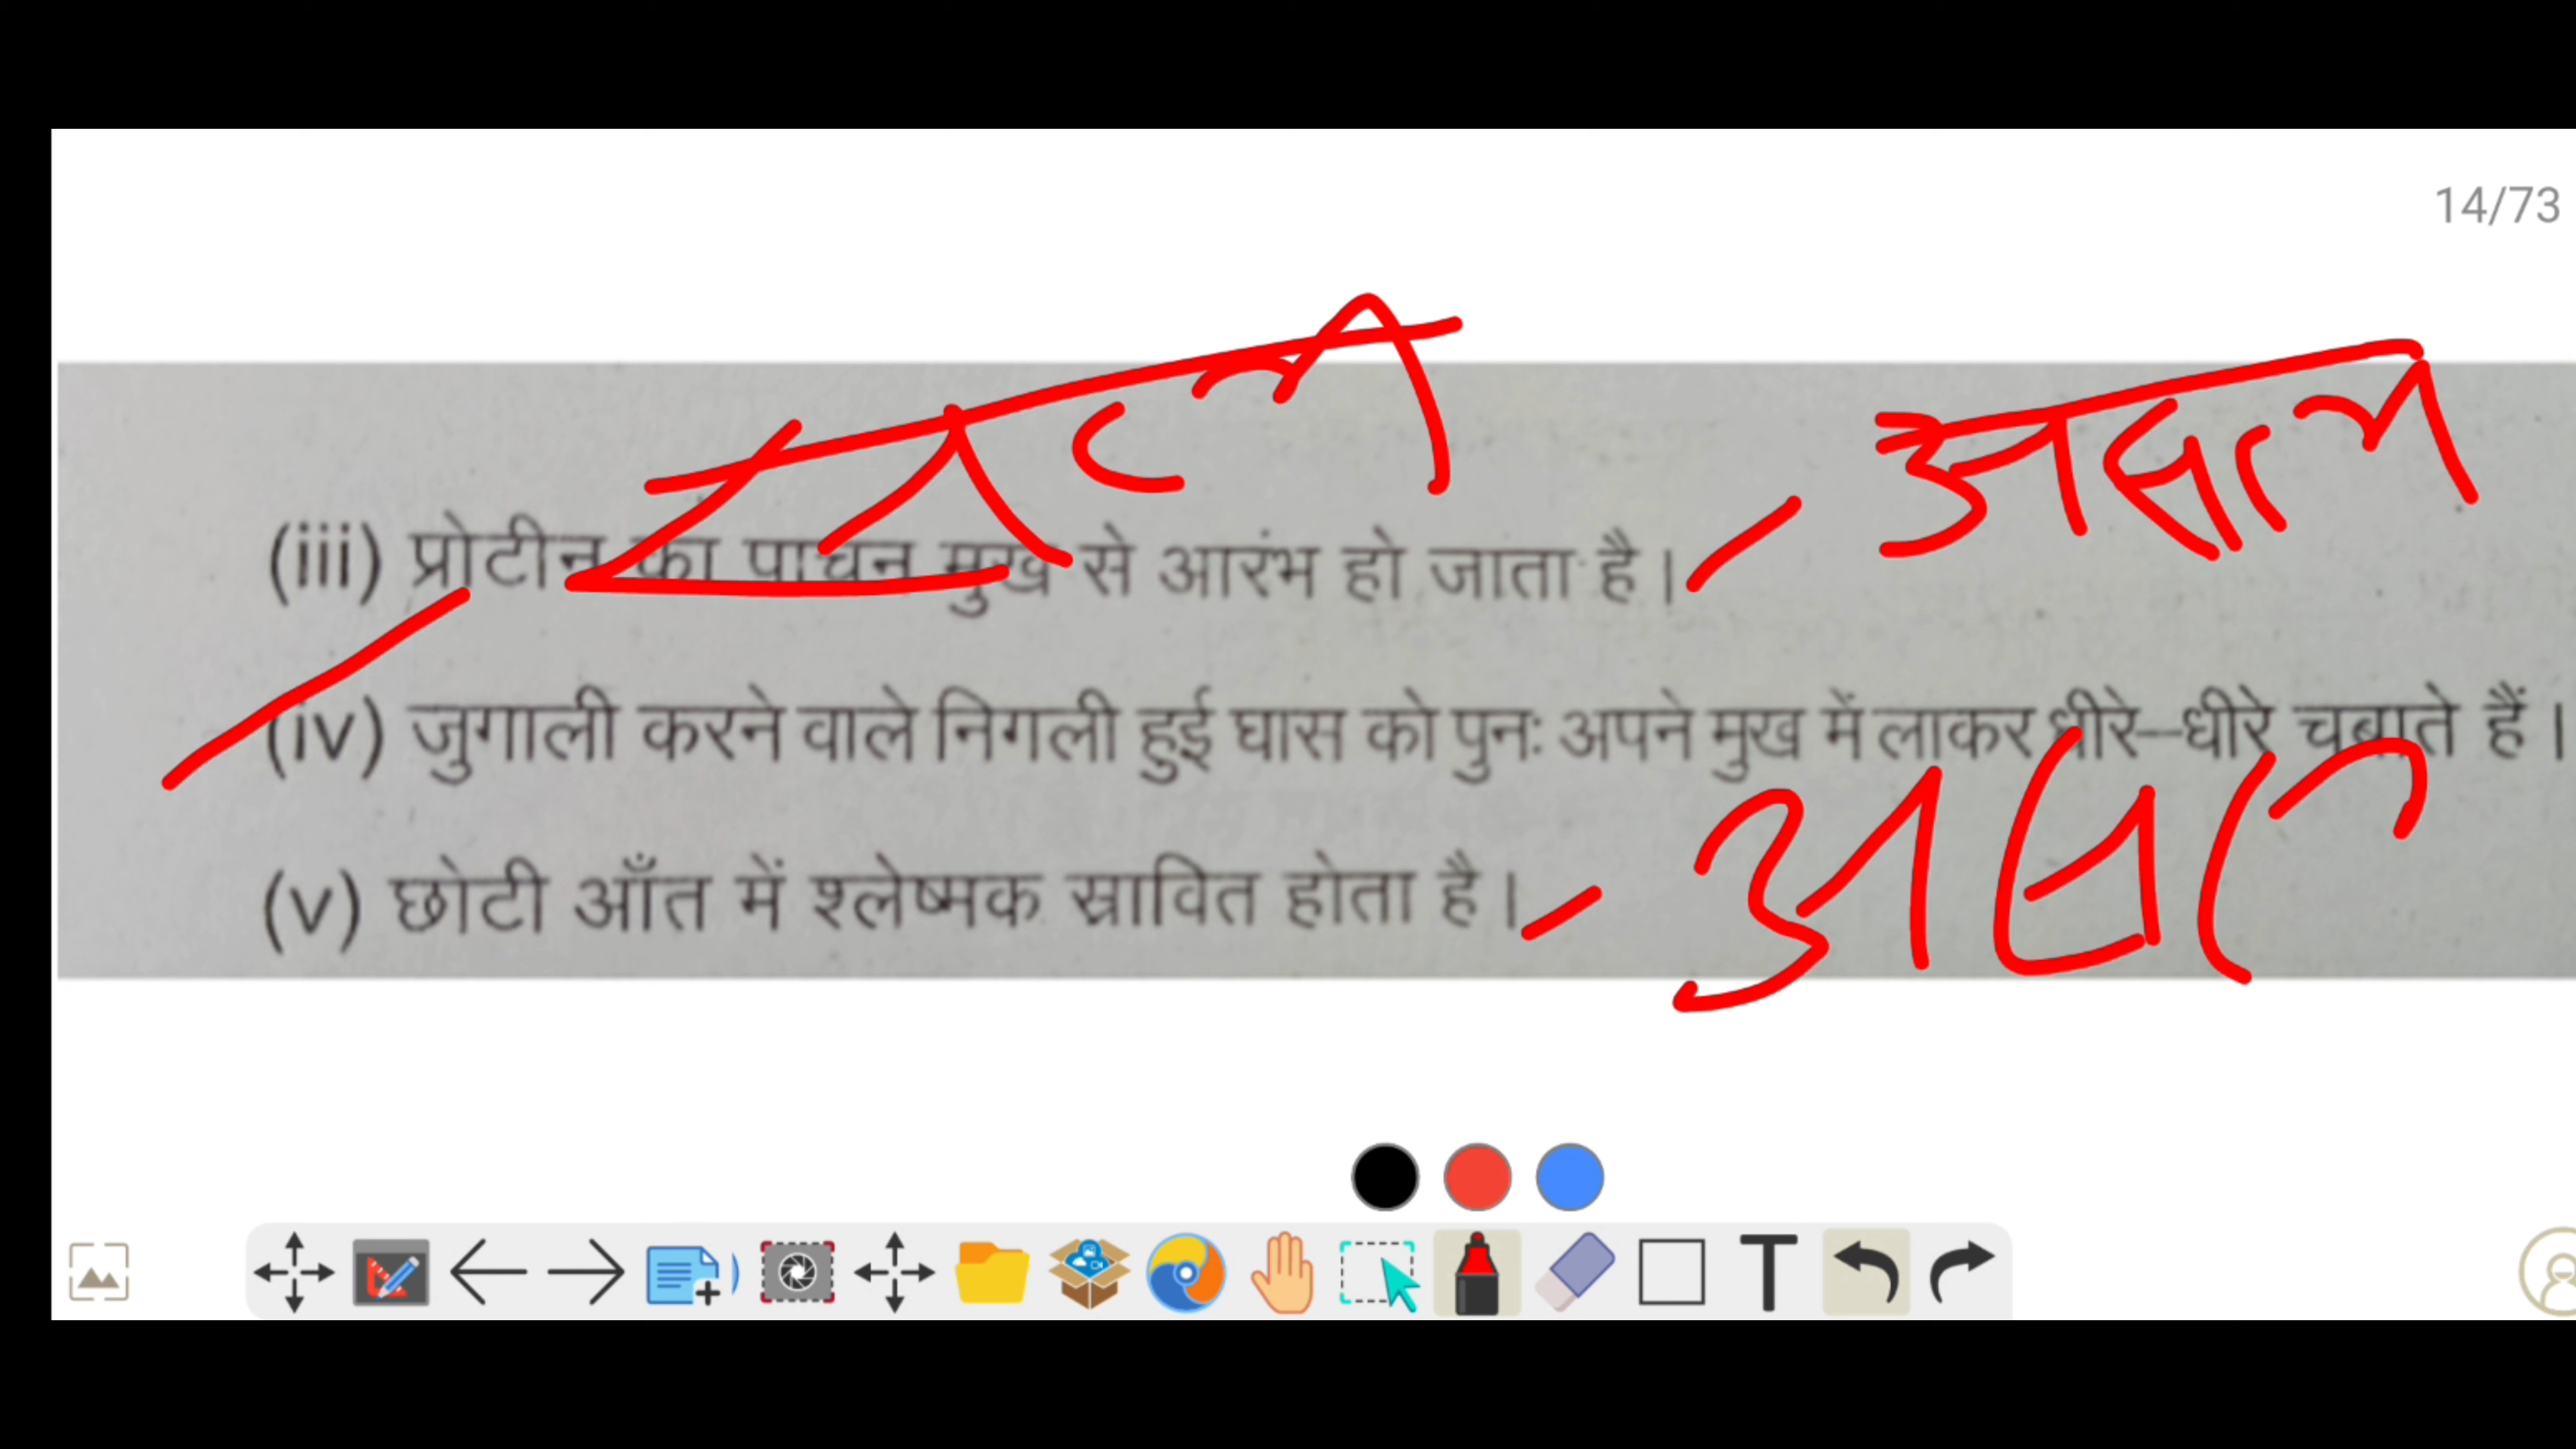 14/73
(iii) प्रोटीन का पाचन मुख से आरंभ हो जाता है।
(iv) जुगाली करने वाले निगली हुई घास को पुनः अपने मुख में लाकर धीरे–धीरे चबाते हैं।
(v) छोटी आँत में श्लेष्मक स्रावित होता है।
T